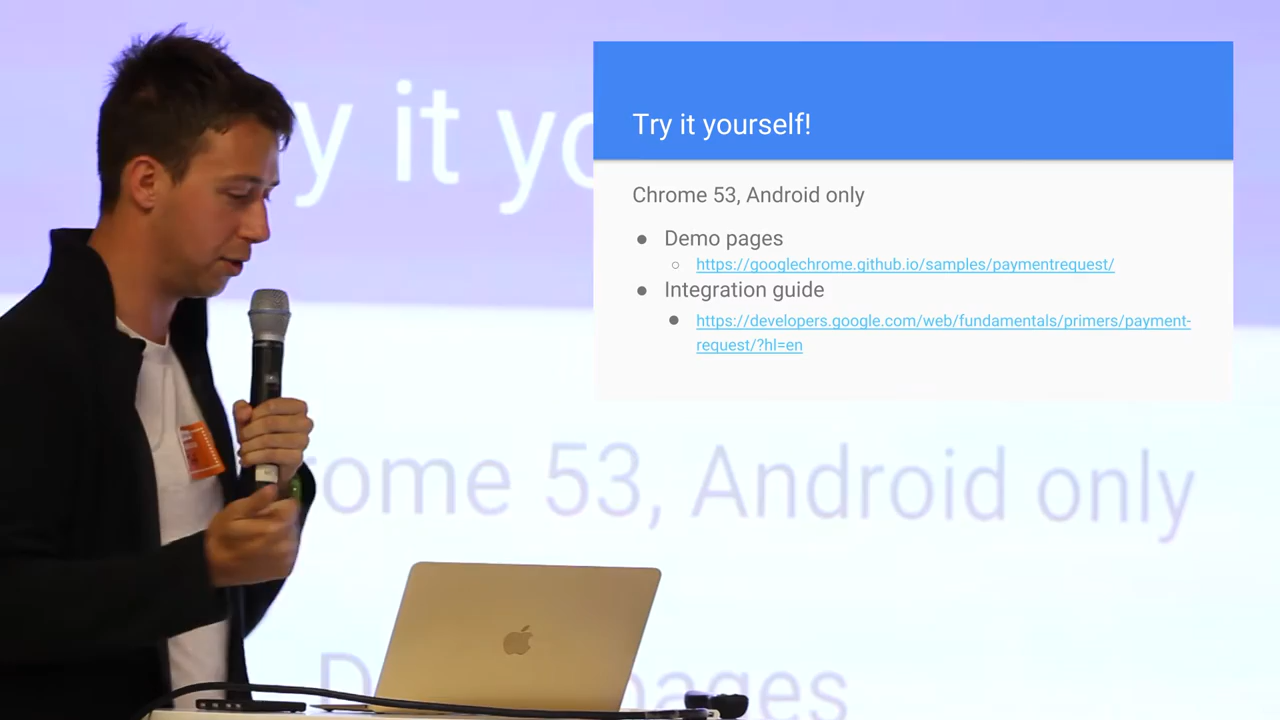 Try it yourself!
Chrome 53, Android only
● Demo pages
○ https://googlechrome.github.io/samples/paymentrequest/
● Integration guide
● https://developers.google.com/web/fundamentals/primers/payment-
request/?hl=en
y it yo
rome 53, Android only
D pages